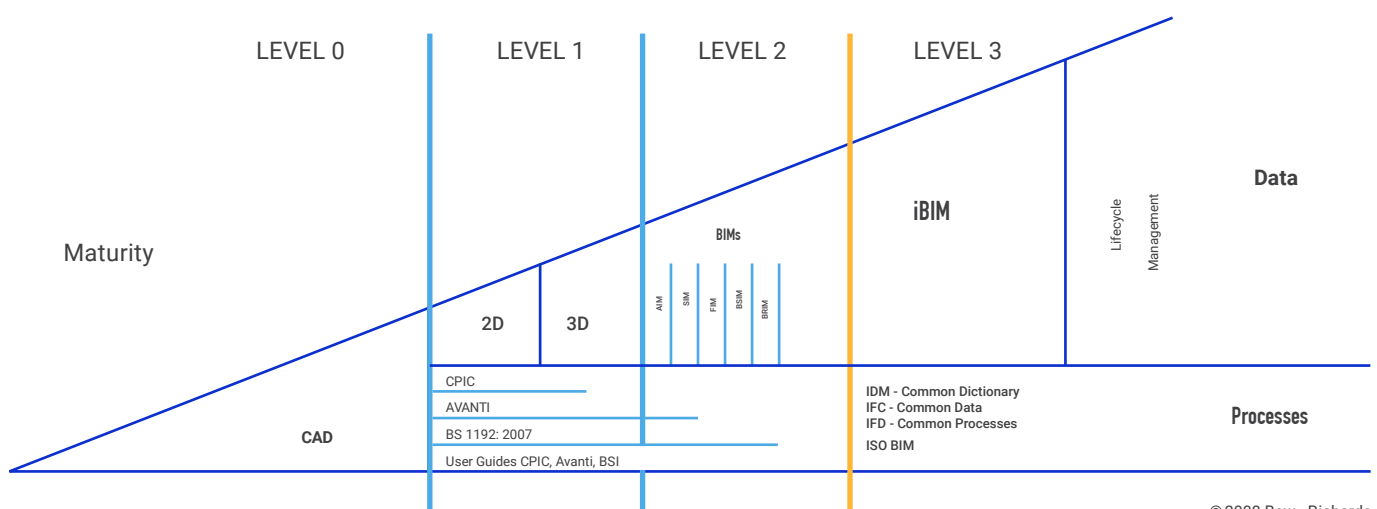 LEVEL 0
LEVEL 1
LEVEL 2
LEVEL 3
Maturity
Data
iBIM
Lifecycle
Management
BIMs
AIM
SIM
FIM
BSIM
BRIM
2D
3D
CAD
CPIC
AVANTI
BS 1192: 2007
User Guides CPIC, Avanti, BSI
IDM - Common Dictionary
IFC - Common Data
IFD - Common Processes
ISO BIM
Processes